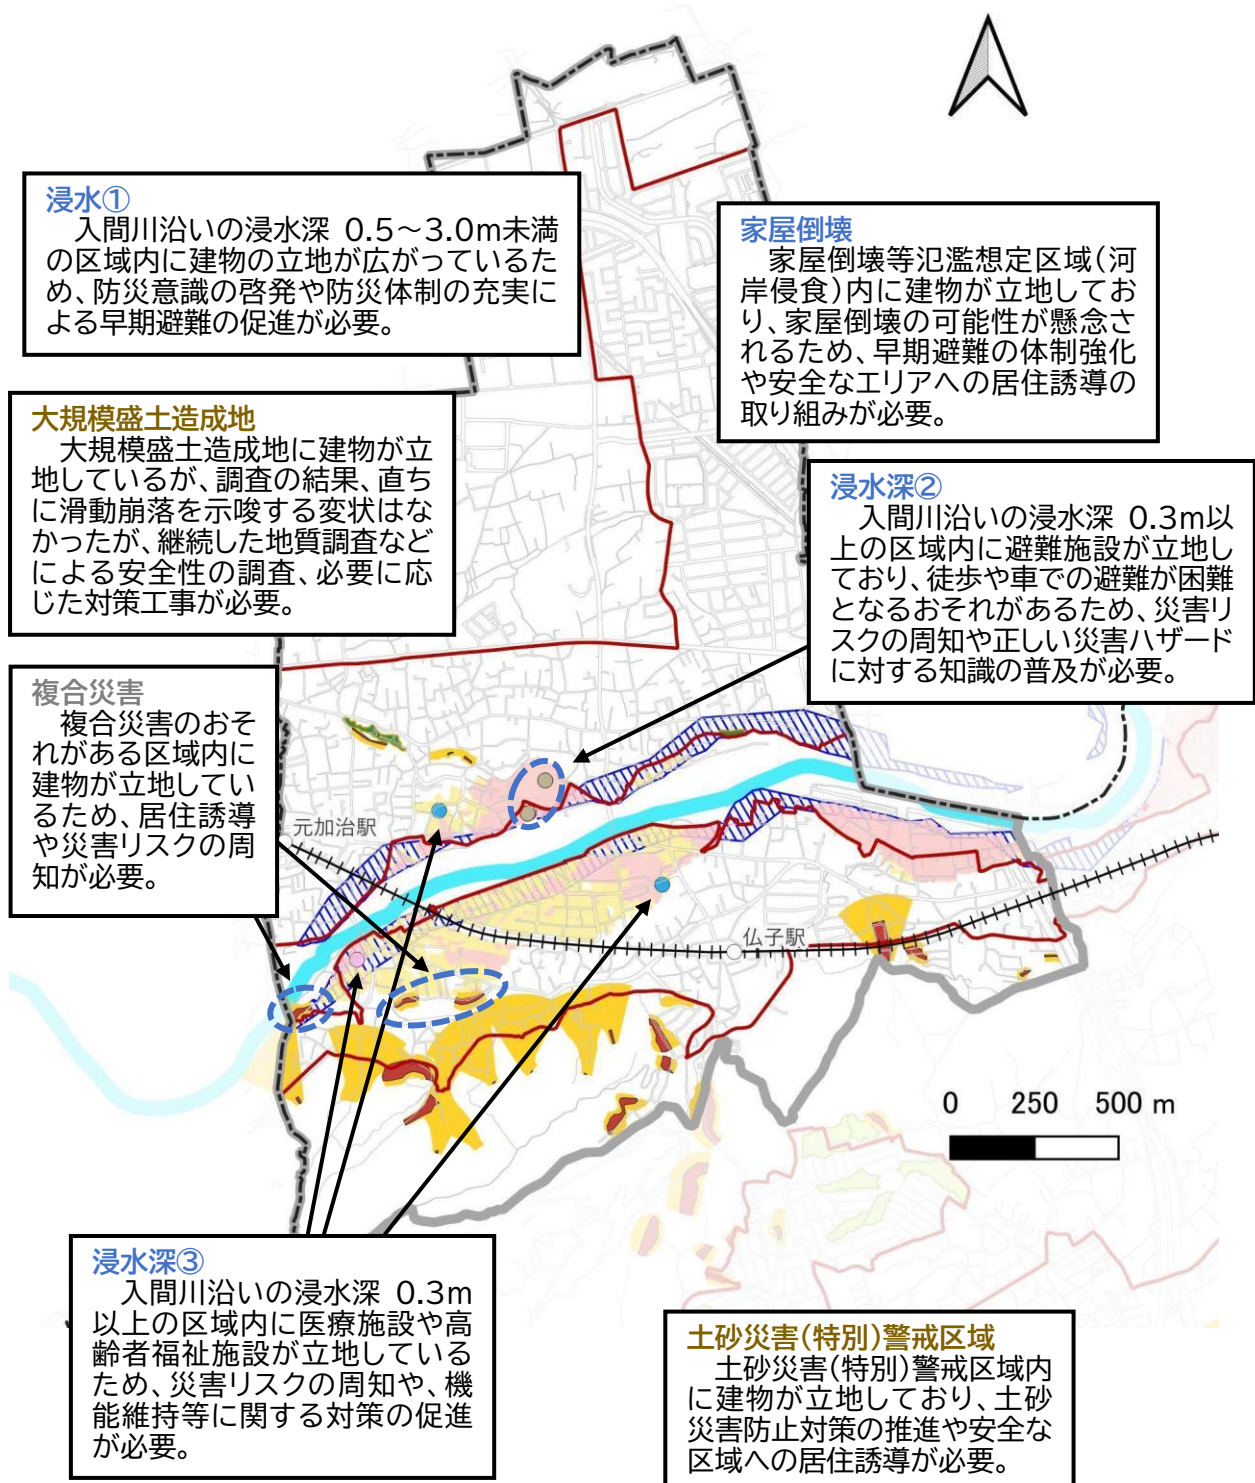 浸水①
入間川沿いの浸水深 0.5～3.0m未満
の区域内に建物の立地が広がっているた
め、防災意識の啓発や防災体制の充実に
よる早期避難の促進が必要。
家屋倒壊
家屋倒壊等氾濫想定区域(河
岸侵食)内に建物が立地してお
り、家屋倒壊の可能性が懸念さ
れるため、早期避難の体制強化
や安全なエリアへの居住誘導の
取り組みが必要。
大規模盛土造成地
大規模盛土造成地に建物が立
地しているが、調査の結果、直ち
に滑動崩落を示唆する変状はな
かったが、継続した地質調査など
による安全性の調査、必要に応
じた対策工事が必要。
浸水深②
入間川沿いの浸水深 0.3m以
上の区域内に避難施設が立地し
ており、徒歩や車での避難が困難
となるおそれがあるため、災害リ
スクの周知や正しい災害ハザード
に対する知識の普及が必要。
複合災害
複合災害のおそ
れがある区域内に
建物が立地してい
るため、居住誘導
や災害リスクの周
知が必要。
元加治駅
仏子駅
0 250 500 m
浸水深③
入間川沿いの浸水深 0.3m
以上の区域内に医療施設や高
齢者福祉施設が立地している
ため、災害リスクの周知や、機
能維持等に関する対策の促進
が必要。
土砂災害(特別)警戒区域
土砂災害(特別)警戒区域内
に建物が立地しており、土砂
災害防止対策の推進や安全な
区域への居住誘導が必要。